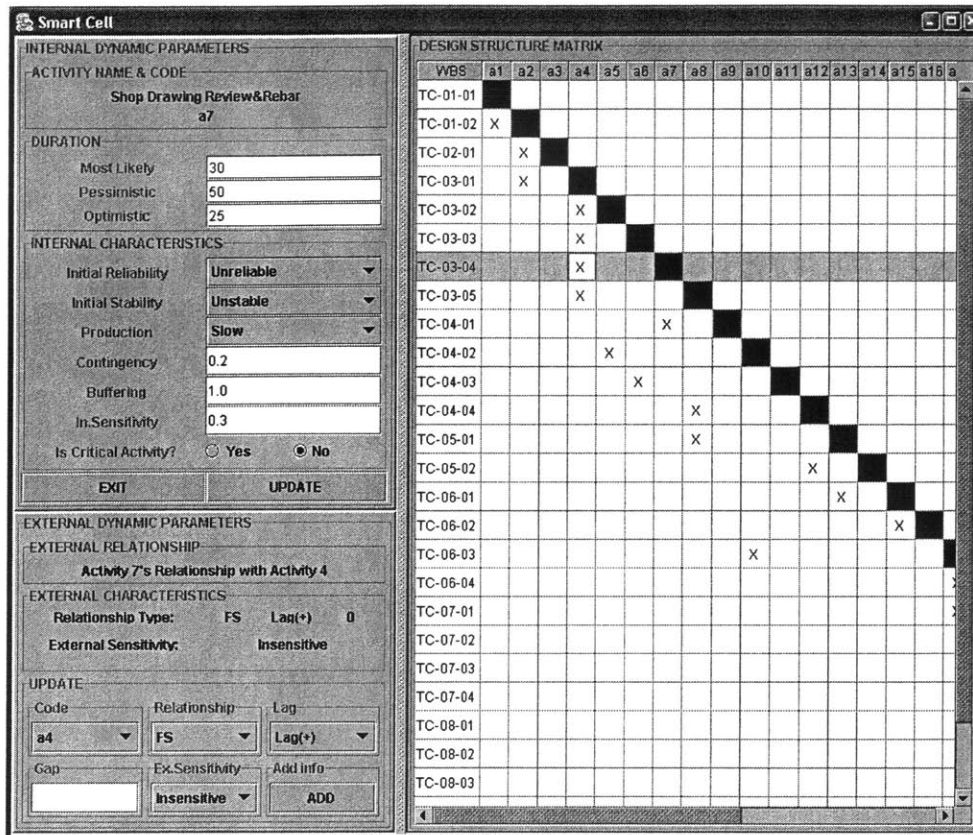 Smart Cell
INTERNAL DYNAMIC PARAMETERS
ACTIVITY NAME & CODE
Shop Drawing Review&Rebar
a7
DURATION
Most Likely 30
Pessimistic 50
Optimistic 25
INTERNAL CHARACTERISTICS
Initial Reliability Unreliable
Initial Stability Unstable
Production Slow
Contingency 0.2
Buffering 1.0
In.Sensitivity 0.3
Is Critical Activity? Yes No
EXIT UPDATE
EXTERNAL DYNAMIC PARAMETERS
EXTERNAL RELATIONSHIP
Activity 7's Relationship with Activity 4
EXTERNAL CHARACTERISTICS
Relationship Type: FS Lag(+) 0
External Sensitivity: Insensitive
UPDATE
Code Relationship Lag
a4 FS Lag(+)
Gap Ex.Sensitivity Add info
Insensitive ADD
DESIGN STRUCTURE MATRIX
WBS a1 a2 a3 a4 a5 a6 a7 a8 a9 a10 a11 a12 a13 a14 a15 a16 a
TC-01-01
TC-01-02 X
TC-02-01 X
TC-03-01 X
TC-03-02 X
TC-03-03 X
TC-03-04 X
TC-03-05 X
TC-04-01 X
TC-04-02 X
TC-04-03 X
TC-04-04 X
TC-05-01 X
TC-05-02 X
TC-06-01 X
TC-06-02 X
TC-06-03 X
TC-06-04
TC-07-01
TC-07-02
TC-07-03
TC-07-04
TC-08-01
TC-08-02
TC-08-03